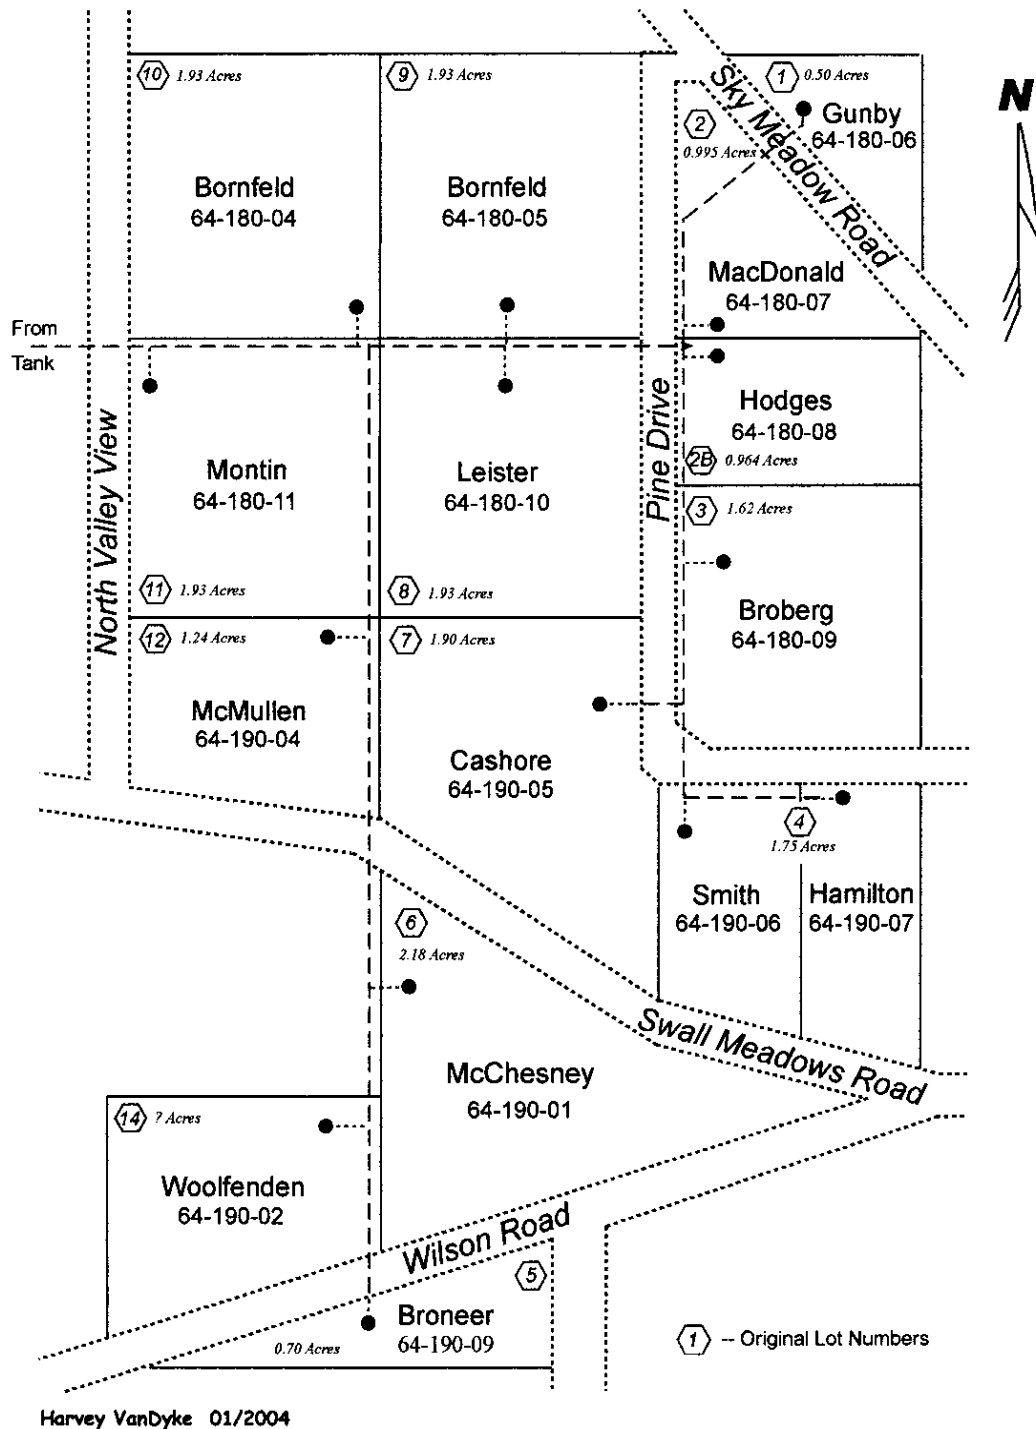 10 1.93 Acres
9 1.93 Acres
1 0.50 Acres
N
Gunby
64-180-06
2
0.995 Acres
Sky Meadow Road
Bornfeld
64-180-04
Bornfeld
64-180-05
MacDonald
64-180-07
From
Tank
Hodges
64-180-08
2B 0.964 Acres
Pine Drive
North Valley View
Montin
64-180-11
Leister
64-180-10
3 1.62 Acres
11 1.93 Acres
8 1.93 Acres
Broberg
64-180-09
12 1.24 Acres
7 1.90 Acres
McMullen
64-190-04
Cashore
64-190-05
4
1.75 Acres
Smith
64-190-06
Hamilton
64-190-07
6
2.18 Acres
Swall Meadows Road
McChesney
64-190-01
14 ? Acres
Woolfenden
64-190-02
Wilson Road
5
Broneer
64-190-09
0.70 Acres
1 -- Original Lot Numbers
Harvey VanDyke 01/2004